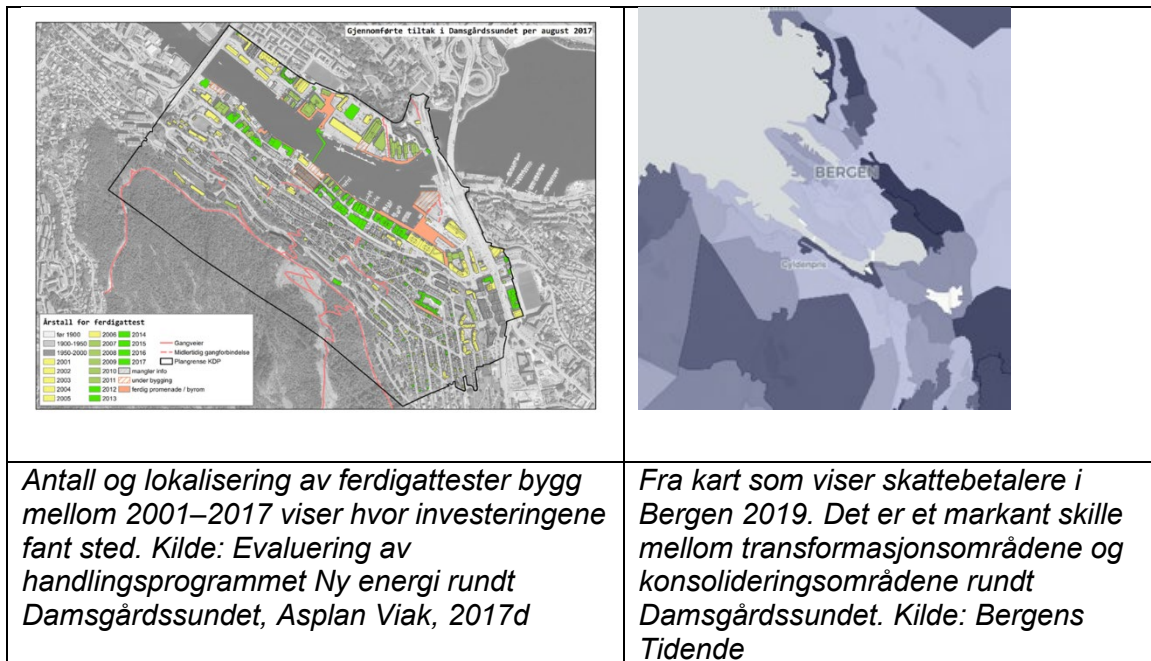 Gjennomførte tiltak i Damsgårdssundet per august 2017
BERGEN
Gyldenpris
Årstall for ferdigattest
før 1900
1900-1950
1950-2000
2001
2002
2003
2004
2005
2006
2007
2008
2009
2010
2011
2012
2013
2014
2015
2016
2017
mangler info
under bygging
ferdig promenade / byrom
Gangveier
Midlertidig gangforbindelse
Plangrense KDP
Antall og lokalisering av ferdigattester bygg
mellom 2001–2017 viser hvor investeringene
fant sted. Kilde: Evaluering av
handlingsprogrammet Ny energi rundt
Damsgårdssundet, Asplan Viak, 2017d
Fra kart som viser skattebetalere i
Bergen 2019. Det er et markant skille
mellom transformasjonsområdene og
konsolideringsområdene rundt
Damsgårdssundet. Kilde: Bergens
Tidende